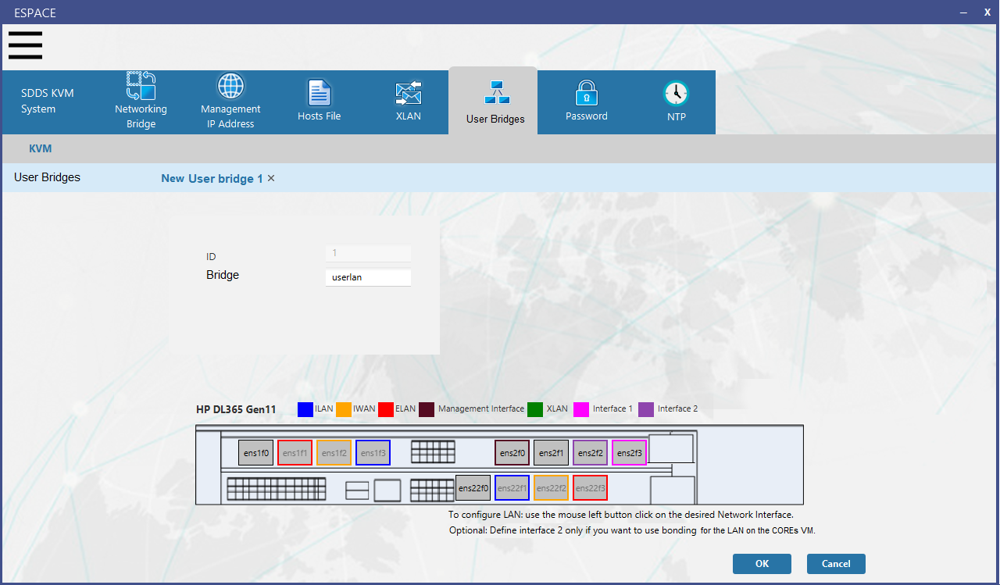 ESPACE
– X
SDDS KVM
System
Networking
Bridge
Management
IP Address
Hosts File
XLAN
User Bridges
Password
NTP
KVM
User Bridges
New User bridge 1 ×
ID
1
Bridge
userlan
HP DL365 Gen11
ILAN
IWAN
ELAN
Management Interface
XLAN
Interface 1
Interface 2
ens1f0 ens1f1 ens1f2 ens1f3 ens2f0 ens2f1 ens2f2 ens2f3
ens22f0 ens22f1 ens22f2 ens22f3
To configure LAN: use the mouse left button click on the desired Network Interface.
Optional: Define interface 2 only if you want to use bonding for the LAN on the COREs VM.
OK
Cancel